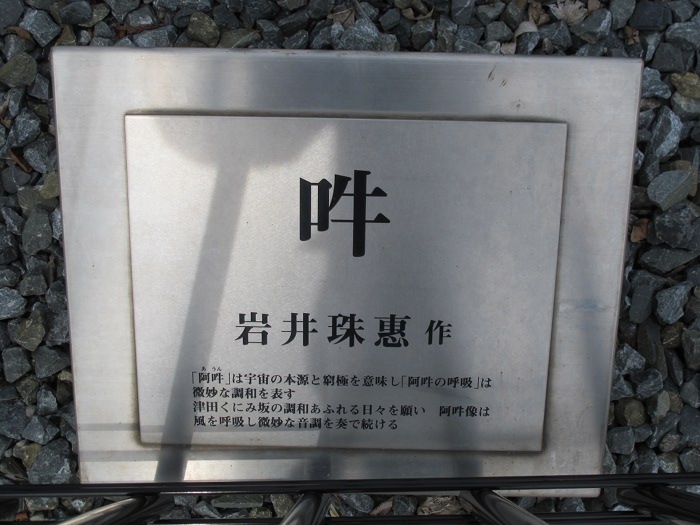 吽
岩井珠惠 作
あ うん
「阿吽」は宇宙の本源と窮極を意味し「阿吽の呼吸」は
微妙な調和を表す
津田くにみ坂の調和あふれる日々を願い 阿吽像は
風を呼吸し微妙な音調を奏で続ける